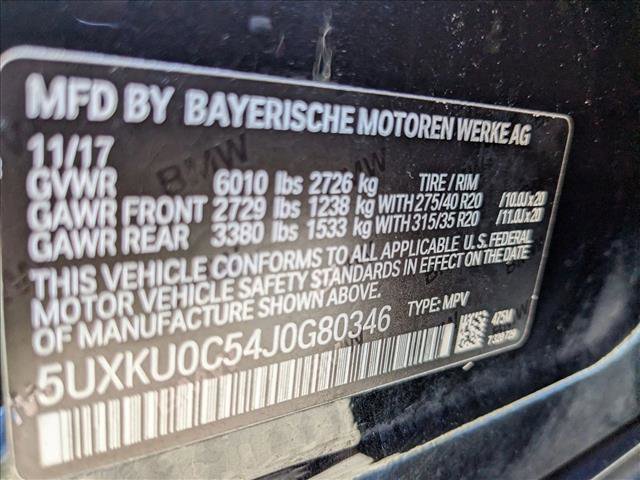 MFD BY BAYERISCHE MOTOREN WERKE AG
11/17
GVWR 6010 lbs 2726 kg TIRE / RIM
GAWR FRONT 2729 lbs 1238 kg WITH 275/40 R20 /10.0Jx20
GAWR REAR 3380 lbs 1533 kg WITH 315/35 R20 /11.0Jx20
THIS VEHICLE CONFORMS TO ALL APPLICABLE U.S. FEDERAL
MOTOR VEHICLE SAFETY STANDARDS IN EFFECT ON THE DATE
OF MANUFACTURE SHOWN ABOVE.
5UXKU0C54J0G80346 TYPE: MPV
475M